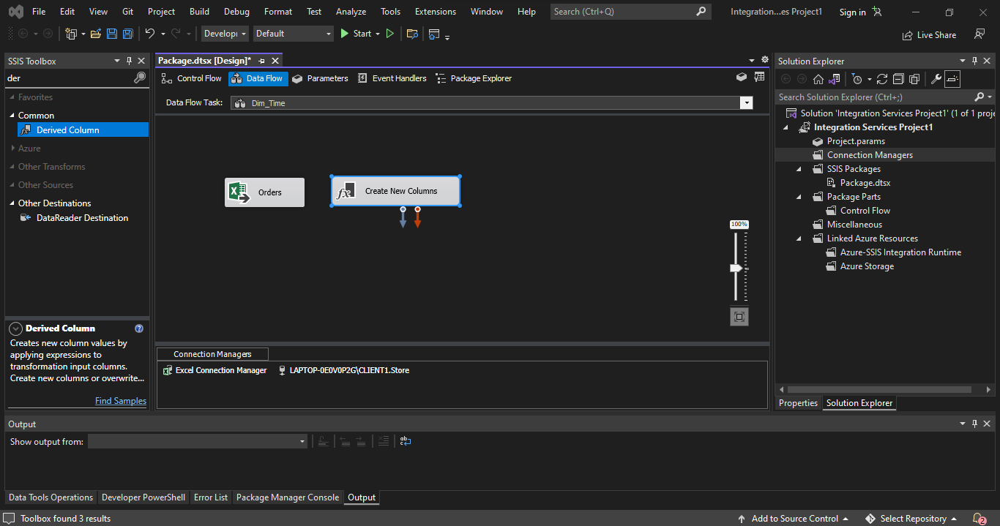 File Edit View Git Project Build Debug Format Test Analyze Tools Extensions Window Help Search (Ctrl+Q) Integration...es Project1 Sign in
Developı Default Start Live Share
SSIS Toolbox
der
Favorites
Common
Derived Column
Azure
Other Transforms
Other Sources
Other Destinations
DataReader Destination
Derived Column
Creates new column values by
applying expressions to
transformation input columns.
Create new columns or overwrite...
Find Samples
Package.dtsx [Design]*
Control Flow Data Flow Parameters Event Handlers Package Explorer
Data Flow Task: Dim_Time
Orders
Create New Columns
100%
Connection Managers
Excel Connection Manager LAPTOP-0E0V0P2G\CLIENT1.Store
Solution Explorer
Search Solution Explorer (Ctrl+;)
Solution 'Integration Services Project1' (1 of 1 proje
Integration Services Project1
Project.params
Connection Managers
SSIS Packages
Package.dtsx
Package Parts
Control Flow
Miscellaneous
Linked Azure Resources
Azure-SSIS Integration Runtime
Azure Storage
Properties Solution Explorer
Output
Show output from:
Data Tools Operations Developer PowerShell Error List Package Manager Console Output
Toolbox found 3 results Add to Source Control Select Repository 2